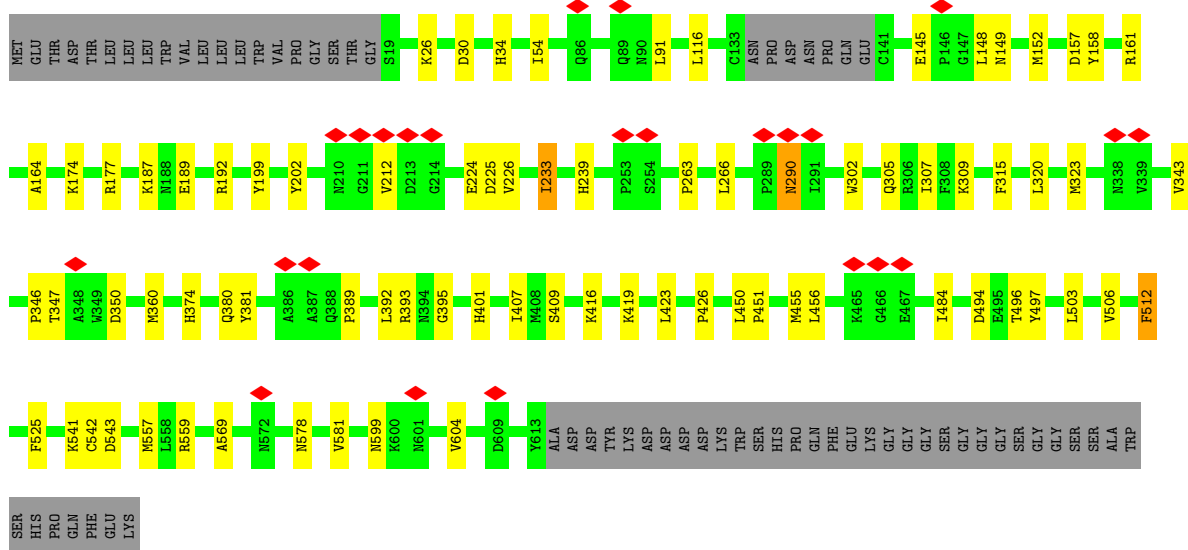 MET GLU THR ASP THR LEU LEU LEU TRP VAL LEU LEU LEU TRP VAL PRO GLY SER THR GLY S19 K26 D30 H34 I54 Q86 Q89 N90 L91 L116 C133 ASN PRO ASP ASN PRO GLN GLU C141 E145 P146 G147 L148 N149 M152 D157 Y158 R161
A164 K174 R177 K187 N188 E189 R192 Y199 Y202 N210 G211 V212 D213 G214 E224 D225 V226 I233 H239 P253 S254 P263 L266 P289 N290 I291 W302 Q305 R306 I307 F308 K309 F315 L320 M323 N338 V339 V343
P346 T347 A348 W349 D350 M360 H374 Q380 Y381 A386 A387 Q388 P389 L392 R393 N394 G395 H401 I407 M408 S409 K416 K419 L423 P426 L450 P451 M455 L456 K465 G466 E467 I484 D494 E495 T496 Y497 L503 V506 F512
F525 K541 C542 D543 M557 L558 R559 A569 N572 N578 V581 N599 K600 N601 V604 D609 Y613 ALA ASP ASP TYR LYS ASP ASP ASP ASP LYS TRP SER HIS PRO GLN PHE GLU LYS GLY GLY GLY SER GLY GLY GLY SER GLY GLY SER SER ALA TRP
SER HIS PRO GLN PHE GLU LYS